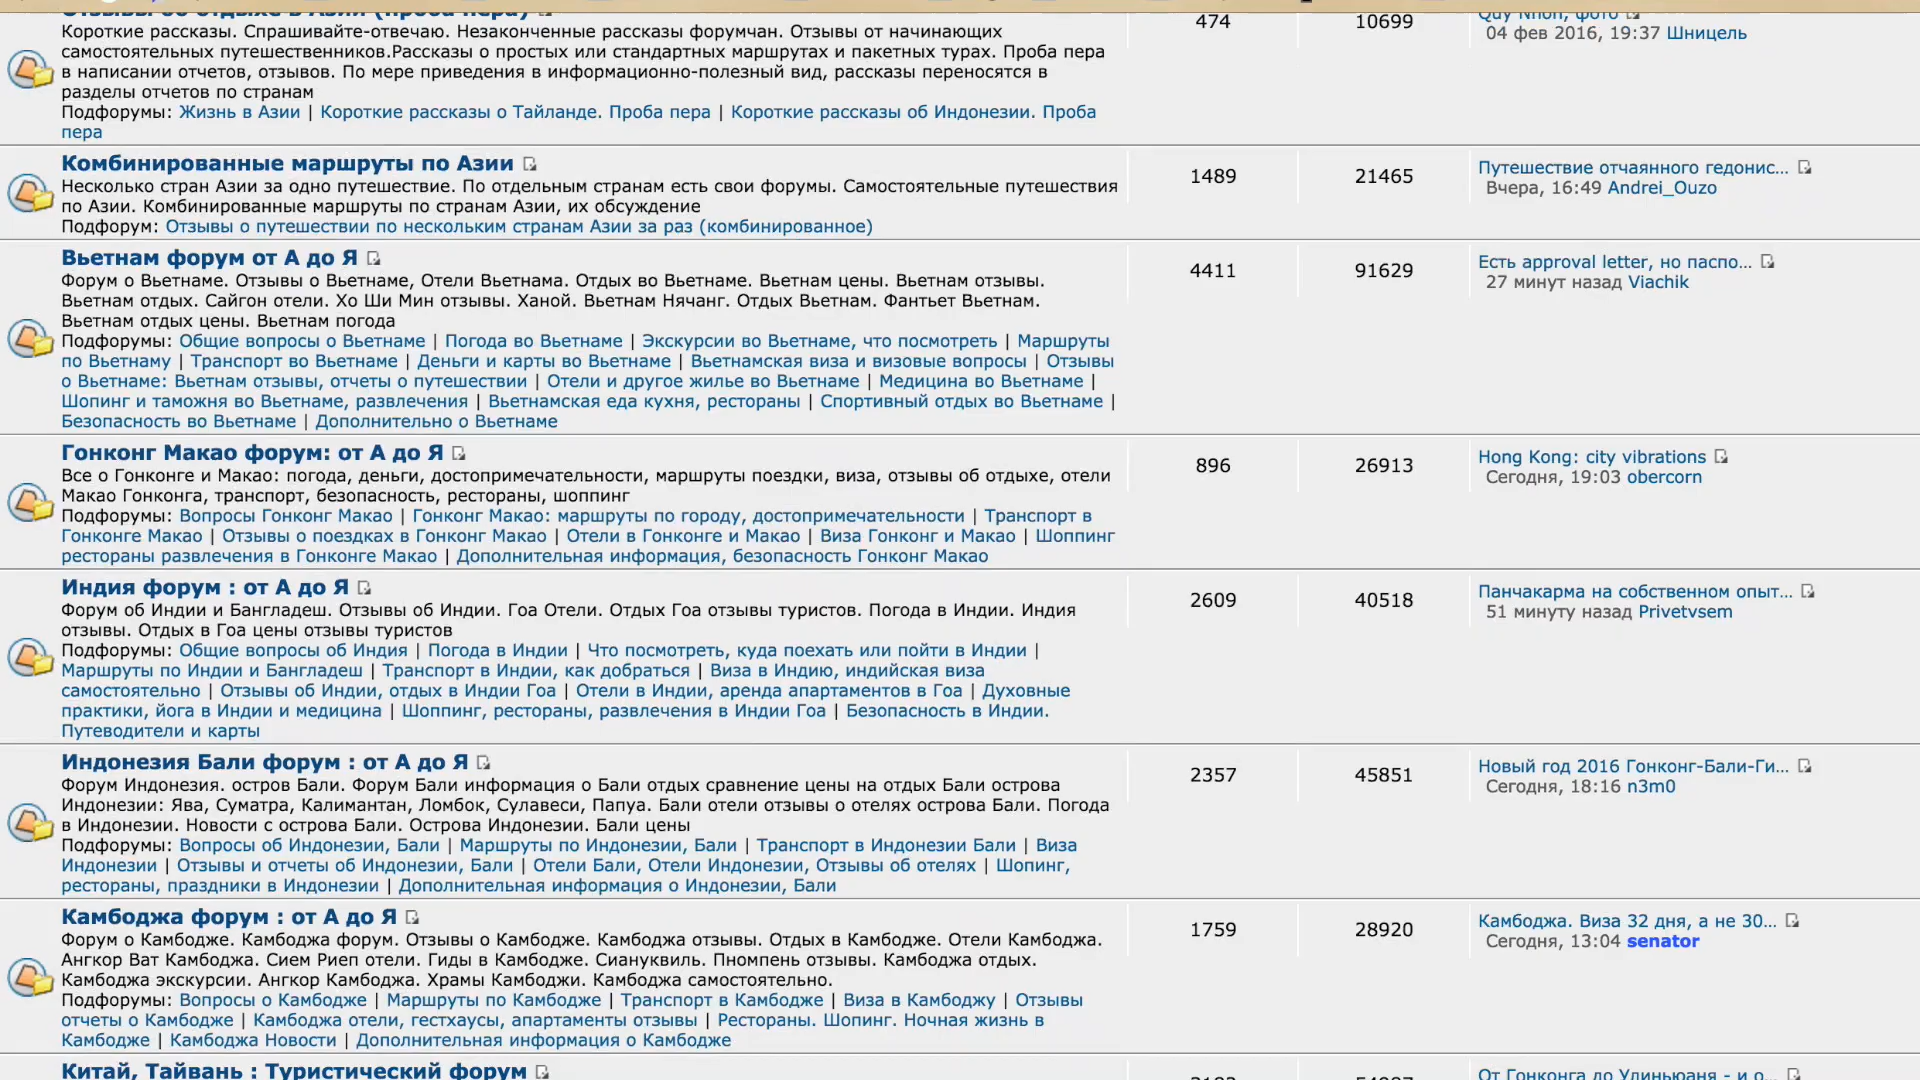 Отзывы об отдыхе в Азии (проба пера)
Короткие рассказы. Спрашивайте-отвечаю. Незаконченные рассказы форумчан. Отзывы от начинающих
самостоятельных путешественников.Рассказы о простых или стандартных маршрутах и пакетных турах. Проба пера
в написании отчетов, отзывов. По мере приведения в информационно-полезный вид, рассказы переносятся в
разделы отчетов по странам
Подфорумы: Жизнь в Азии | Короткие рассказы о Тайланде. Проба пера | Короткие рассказы об Индонезии. Проба
пера
474
10699
Quy Nhon, фото
04 фев 2016, 19:37 Шницель
Комбинированные маршруты по Азии
Несколько стран Азии за одно путешествие. По отдельным странам есть свои форумы. Самостоятельные путешествия
по Азии. Комбинированные маршруты по странам Азии, их обсуждение
Подфорум: Отзывы о путешествии по нескольким странам Азии за раз (комбинированное)
1489
21465
Путешествие отчаянного гедонис...
Вчера, 16:49 Andrei_Ouzo
Вьетнам форум от А до Я
Форум о Вьетнаме. Отзывы о Вьетнаме, Отели Вьетнама. Отдых во Вьетнаме. Вьетнам цены. Вьетнам отзывы.
Вьетнам отдых. Сайгон отели. Хо Ши Мин отзывы. Ханой. Вьетнам Нячанг. Отдых Вьетнам. Фантьет Вьетнам.
Вьетнам отдых цены. Вьетнам погода
Подфорумы: Общие вопросы о Вьетнаме | Погода во Вьетнаме | Экскурсии во Вьетнаме, что посмотреть | Маршруты
по Вьетнаму | Транспорт во Вьетнаме | Деньги и карты во Вьетнаме | Вьетнамская виза и визовые вопросы | Отзывы
о Вьетнаме: Вьетнам отзывы, отчеты о путешествии | Отели и другое жилье во Вьетнаме | Медицина во Вьетнаме |
Шопинг и таможня во Вьетнаме, развлечения | Вьетнамская еда кухня, рестораны | Спортивный отдых во Вьетнаме |
Безопасность во Вьетнаме | Дополнительно о Вьетнаме
4411
91629
Есть approval letter, но паспо...
27 минут назад Viachik
Гонконг Макао форум: от А до Я
Все о Гонконге и Макао: погода, деньги, достопримечательности, маршруты поездки, виза, отзывы об отдыхе, отели
Макао Гонконга, транспорт, безопасность, рестораны, шоппинг
Подфорумы: Вопросы Гонконг Макао | Гонконг Макао: маршруты по городу, достопримечательности | Транспорт в
Гонконге Макао | Отзывы о поездках в Гонконг Макао | Отели в Гонконге и Макао | Виза Гонконг и Макао | Шоппинг
рестораны развлечения в Гонконге Макао | Дополнительная информация, безопасность Гонконг Макао
896
26913
Hong Kong: city vibrations
Сегодня, 19:03 obercorn
Индия форум : от А до Я
Форум об Индии и Бангладеш. Отзывы об Индии. Гоа Отели. Отдых Гоа отзывы туристов. Погода в Индии. Индия
отзывы. Отдых в Гоа цены отзывы туристов
Подфорумы: Общие вопросы об Индия | Погода в Индии | Что посмотреть, куда поехать или пойти в Индии |
Маршруты по Индии и Бангладеш | Транспорт в Индии, как добраться | Виза в Индию, индийская виза
самостоятельно | Отзывы об Индии, отдых в Индии Гоа | Отели в Индии, аренда апартаментов в Гоа | Духовные
практики, йога в Индии и медицина | Шоппинг, рестораны, развлечения в Индии Гоа | Безопасность в Индии.
Путеводители и карты
2609
40518
Панчакарма на собственном опыт...
51 минуту назад Privetvsem
Индонезия Бали форум : от А до Я
Форум Индонезия. остров Бали. Форум Бали информация о Бали отдых сравнение цены на отдых Бали острова
Индонезии: Ява, Суматра, Калимантан, Ломбок, Сулавеси, Папуа. Бали отели отзывы о отелях острова Бали. Погода
в Индонезии. Новости с острова Бали. Острова Индонезии. Бали цены
Подфорумы: Вопросы об Индонезии, Бали | Маршруты по Индонезии, Бали | Транспорт в Индонезии Бали | Виза
Индонезии | Отзывы и отчеты об Индонезии, Бали | Отели Бали, Отели Индонезии, Отзывы об отелях | Шопинг,
рестораны, праздники в Индонезии | Дополнительная информация о Индонезии, Бали
2357
45851
Новый год 2016 Гонконг-Бали-Ги...
Сегодня, 18:16 n3m0
Камбоджа форум : от А до Я
Форум о Камбодже. Камбоджа форум. Отзывы о Камбодже. Камбоджа отзывы. Отдых в Камбодже. Отели Камбоджа.
Ангкор Ват Камбоджа. Сием Риеп отели. Гиды в Камбодже. Сиануквиль. Пномпень отзывы. Камбоджа отдых.
Камбоджа экскурсии. Ангкор Камбоджа. Храмы Камбоджи. Камбоджа самостоятельно.
Подфорумы: Вопросы о Камбодже | Маршруты по Камбодже | Транспорт в Камбодже | Виза в Камбоджу | Отзывы
отчеты о Камбодже | Камбоджа отели, гестхаусы, апартаменты отзывы | Рестораны. Шопинг. Ночная жизнь в
Камбодже | Камбоджа Новости | Дополнительная информация о Камбодже
1759
28920
Камбоджа. Виза 32 дня, а не 30...
Сегодня, 13:04 senator
Китай, Тайвань : Туристический форум
От Гонконга до Улиньюаня - и о...